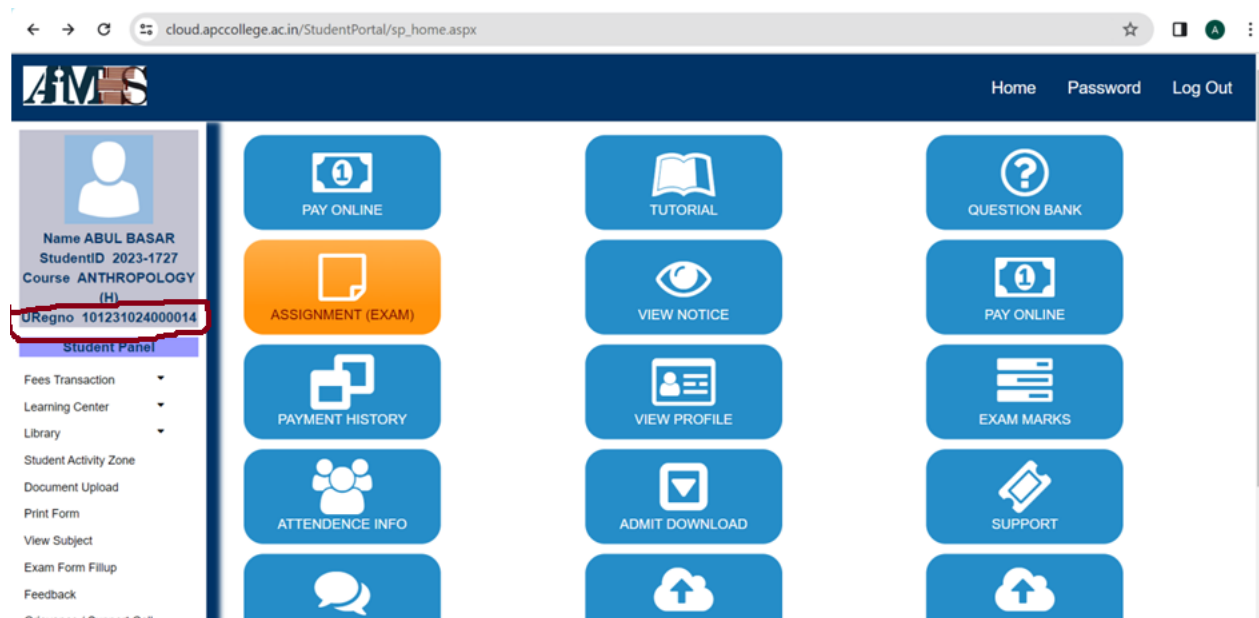 cloud.apccollege.ac.in/StudentPortal/sp_home.aspx
A
AiMS
Home Password Log Out
Name ABUL BASAR
StudentID 2023-1727
Course ANTHROPOLOGY
(H)
URegno 101231024000014
Student Panel
Fees Transaction
Learning Center
Library
Student Activity Zone
Document Upload
Print Form
View Subject
Exam Form Fillup
Feedback
1
PAY ONLINE
TUTORIAL
?
QUESTION BANK
ASSIGNMENT (EXAM)
VIEW NOTICE
1
PAY ONLINE
PAYMENT HISTORY
VIEW PROFILE
EXAM MARKS
ATTENDENCE INFO
ADMIT DOWNLOAD
SUPPORT